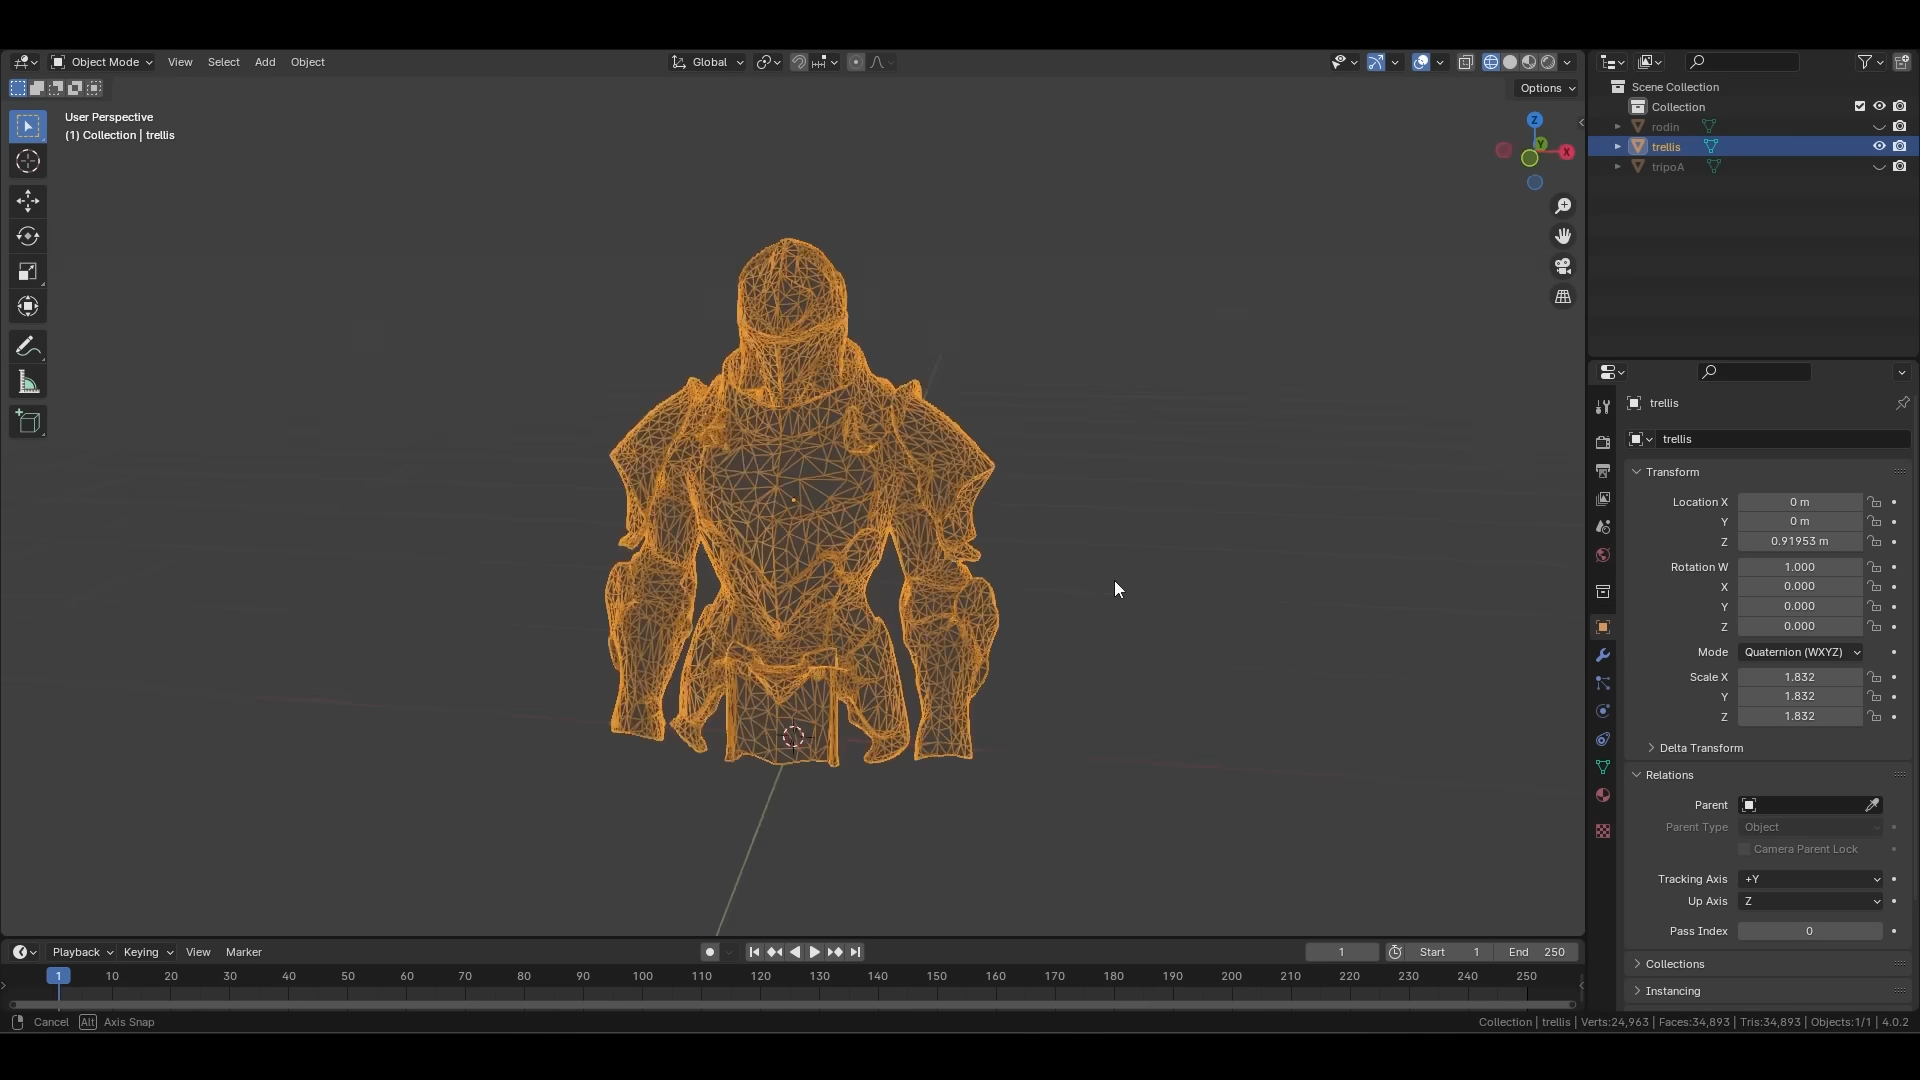 Object Mode
View
Select
Add
Object
Global
Options
User Perspective
(1) Collection | trellis
Z
Y
X
Scene Collection
Collection
rodin
trellis
tripoA
trellis
trellis
Transform
Location X 0 m
Y 0 m
Z 0.91953 m
Rotation W 1.000
X 0.000
Y 0.000
Z 0.000
Mode Quaternion (WXYZ)
Scale X 1.832
Y 1.832
Z 1.832
Delta Transform
Relations
Parent
Parent Type Object
Camera Parent Lock
Tracking Axis +Y
Up Axis Z
Pass Index 0
Collections
Instancing
Playback
Keying
View
Marker
1
Start 1
End 250
1 10 20 30 40 50 60 70 80 90 100 110 120 130 140 150 160 170 180 190 200 210 220 230 240 250
Cancel Alt Axis Snap
Collection | trellis | Verts:24,963 | Faces:34,893 | Tris:34,893 | Objects:1/1 | 4.0.2